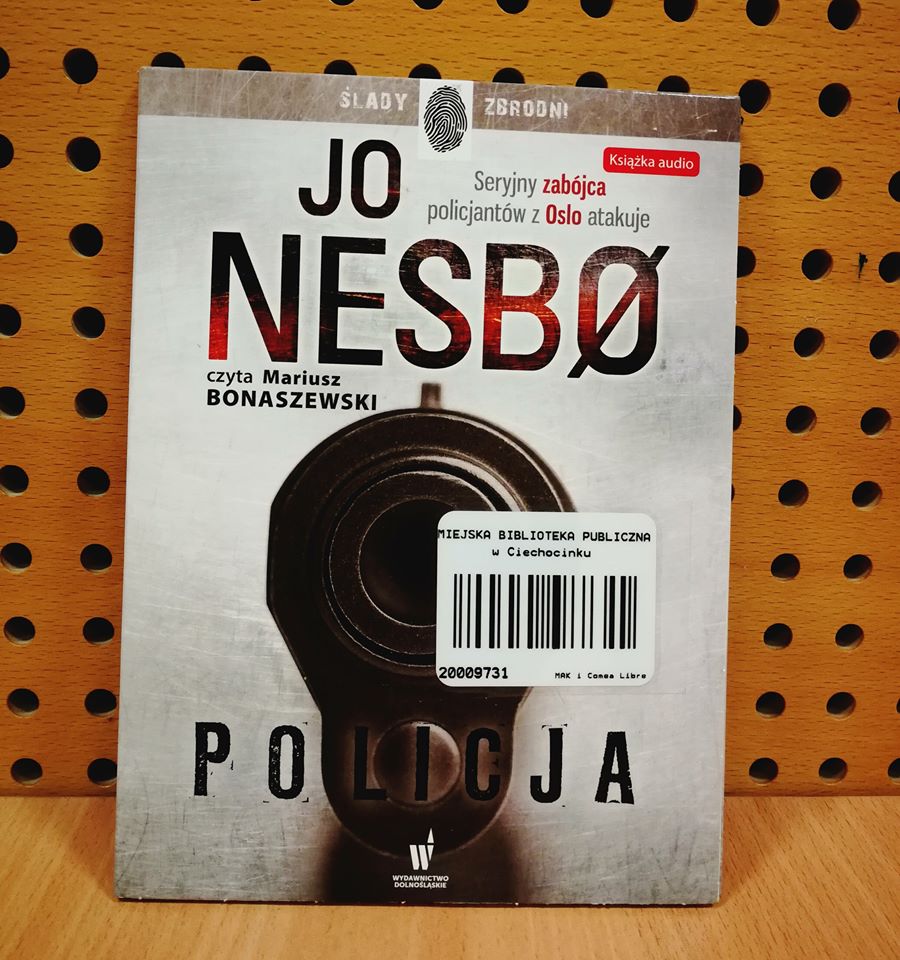 ŚLADY ZBRODNI
JO
NESBØ
Książka audio
Seryjny zabójca
policjantów z Oslo atakuje
czyta Mariusz
BONASZEWSKI
MIEJSKA BIBLIOTEKA PUBLICZNA
w Ciechocinku
20009731
MAK i Comea Libre
POLICJA
W
WYDAWNICTWO
DOLNOŚLĄSKIE